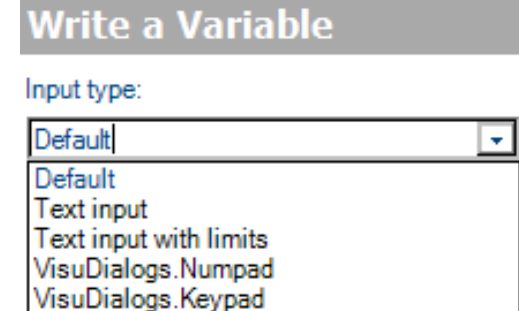 Write a Variable
Input type:
Default
Default
Text input
Text input with limits
VisuDialogs.Numpad
VisuDialogs.Keypad